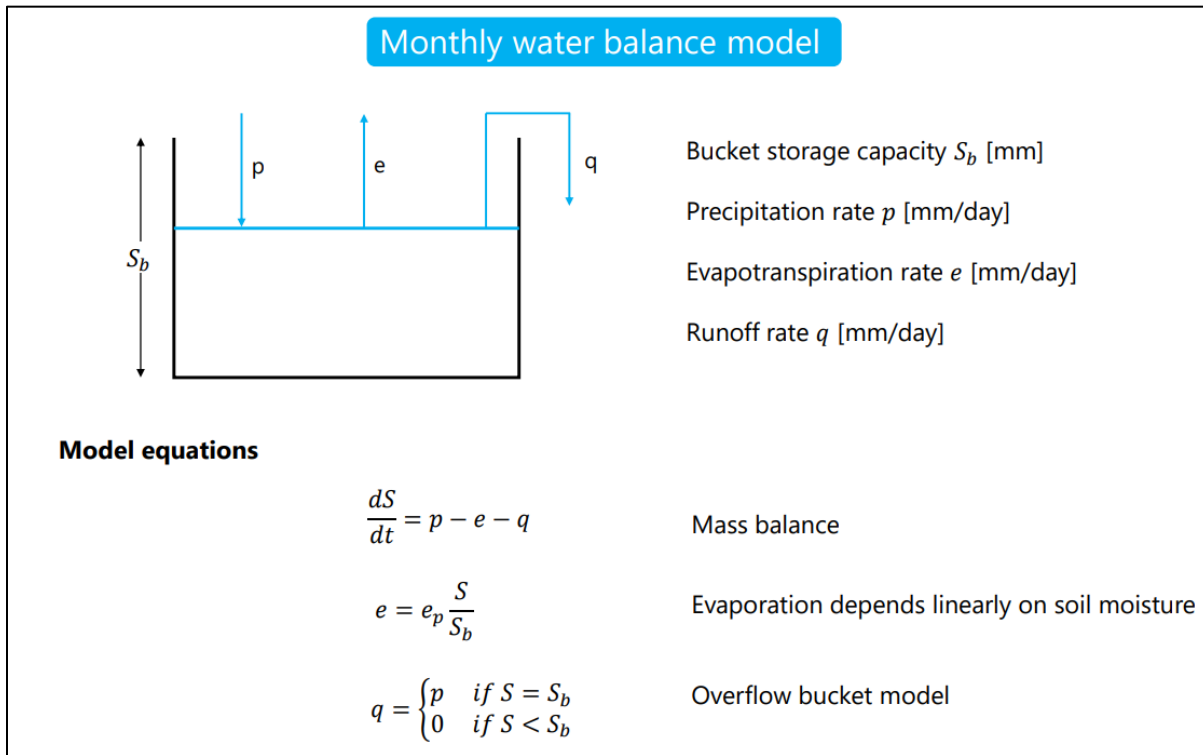 Monthly water balance model
p
e
q
S_b
Bucket storage capacity S_b [mm]
Precipitation rate p [mm/day]
Evapotranspiration rate e [mm/day]
Runoff rate q [mm/day]
Model equations
dS/dt = p − e − q
Mass balance
e = e_p S/S_b
Evaporation depends linearly on soil moisture
q = {p if S = S_b
0 if S < S_b
Overflow bucket model